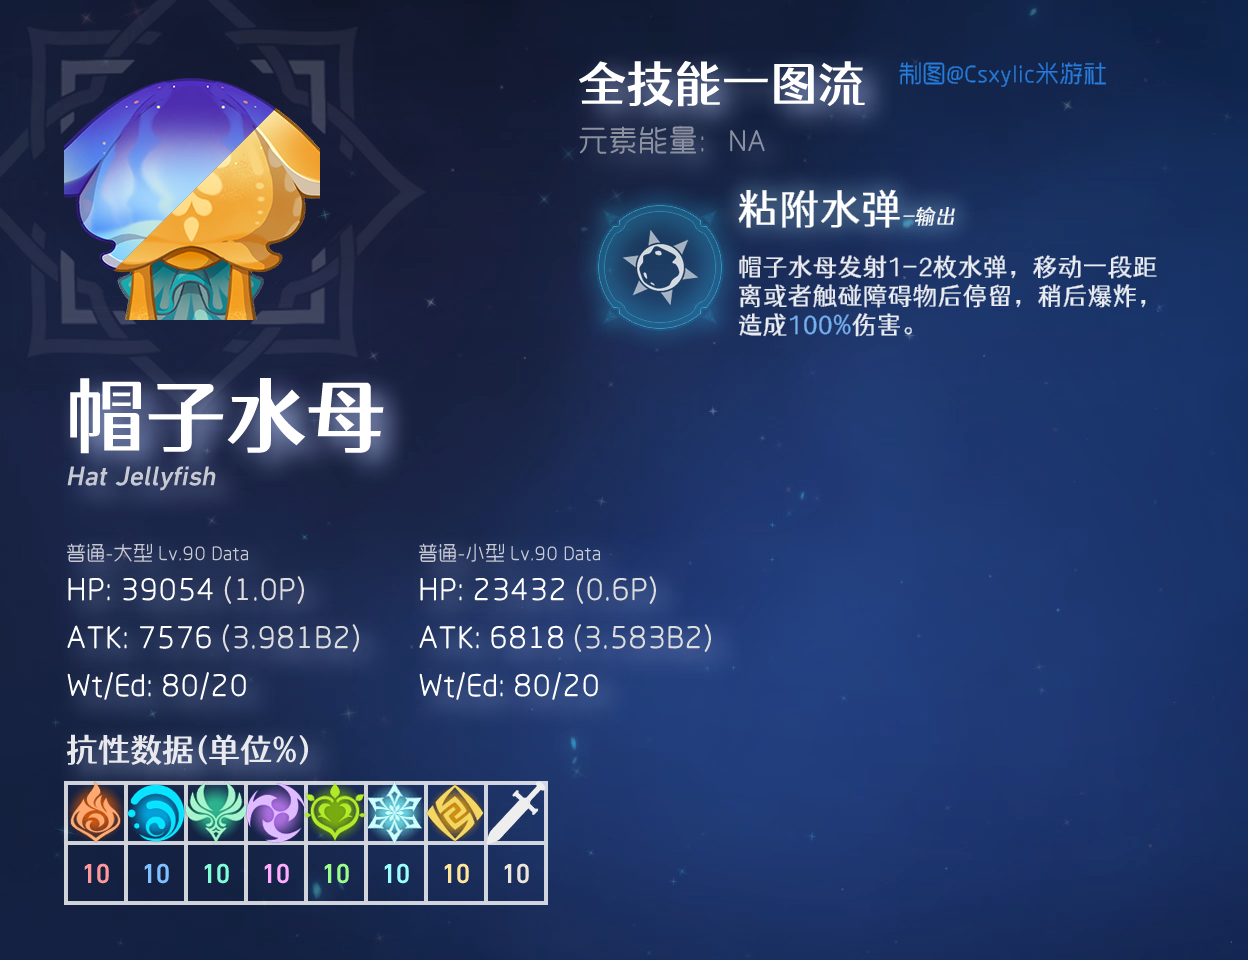 全技能一图流
制图@Csxylic米游社
元素能量： NA
粘附水弹-输出
帽子水母发射1-2枚水弹，移动一段距
离或者触碰障碍物后停留，稍后爆炸，
造成100%伤害。
帽子水母
Hat Jellyfish
普通-大型 Lv.90 Data
HP: 39054 (1.0P)
ATK: 7576 (3.981B2)
Wt/Ed: 80/20
普通-小型 Lv.90 Data
HP: 23432 (0.6P)
ATK: 6818 (3.583B2)
Wt/Ed: 80/20
抗性数据(单位%)
10 10 10 10 10 10 10 10